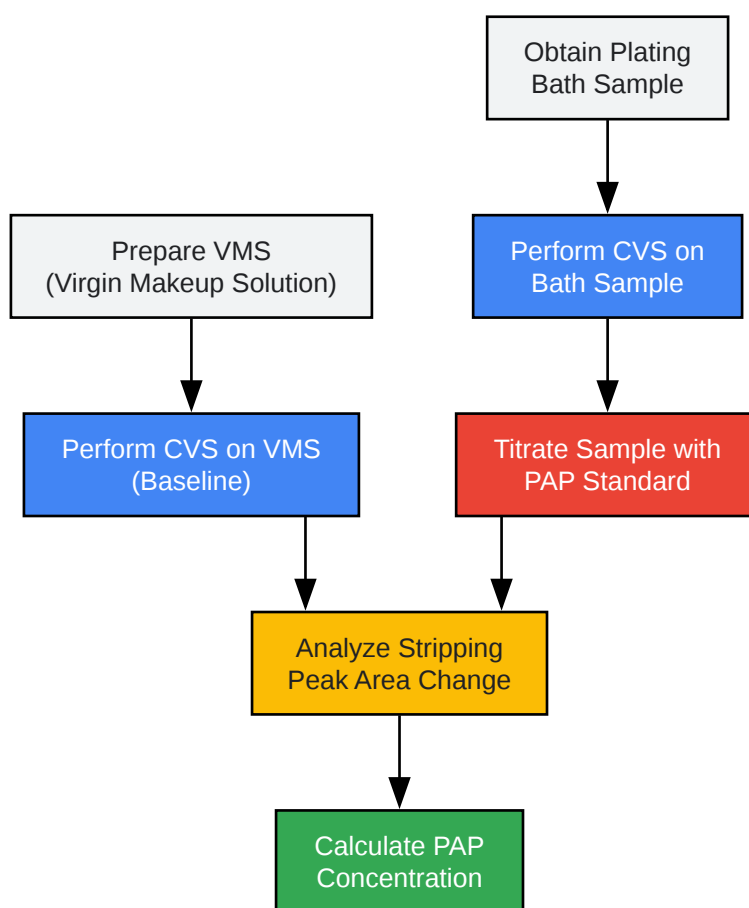 Obtain Plating
Bath Sample
Prepare VMS
(Virgin Makeup Solution)
Perform CVS on
Bath Sample
Perform CVS on VMS
(Baseline)
Titrate Sample with
PAP Standard
Analyze Stripping
Peak Area Change
Calculate PAP
Concentration